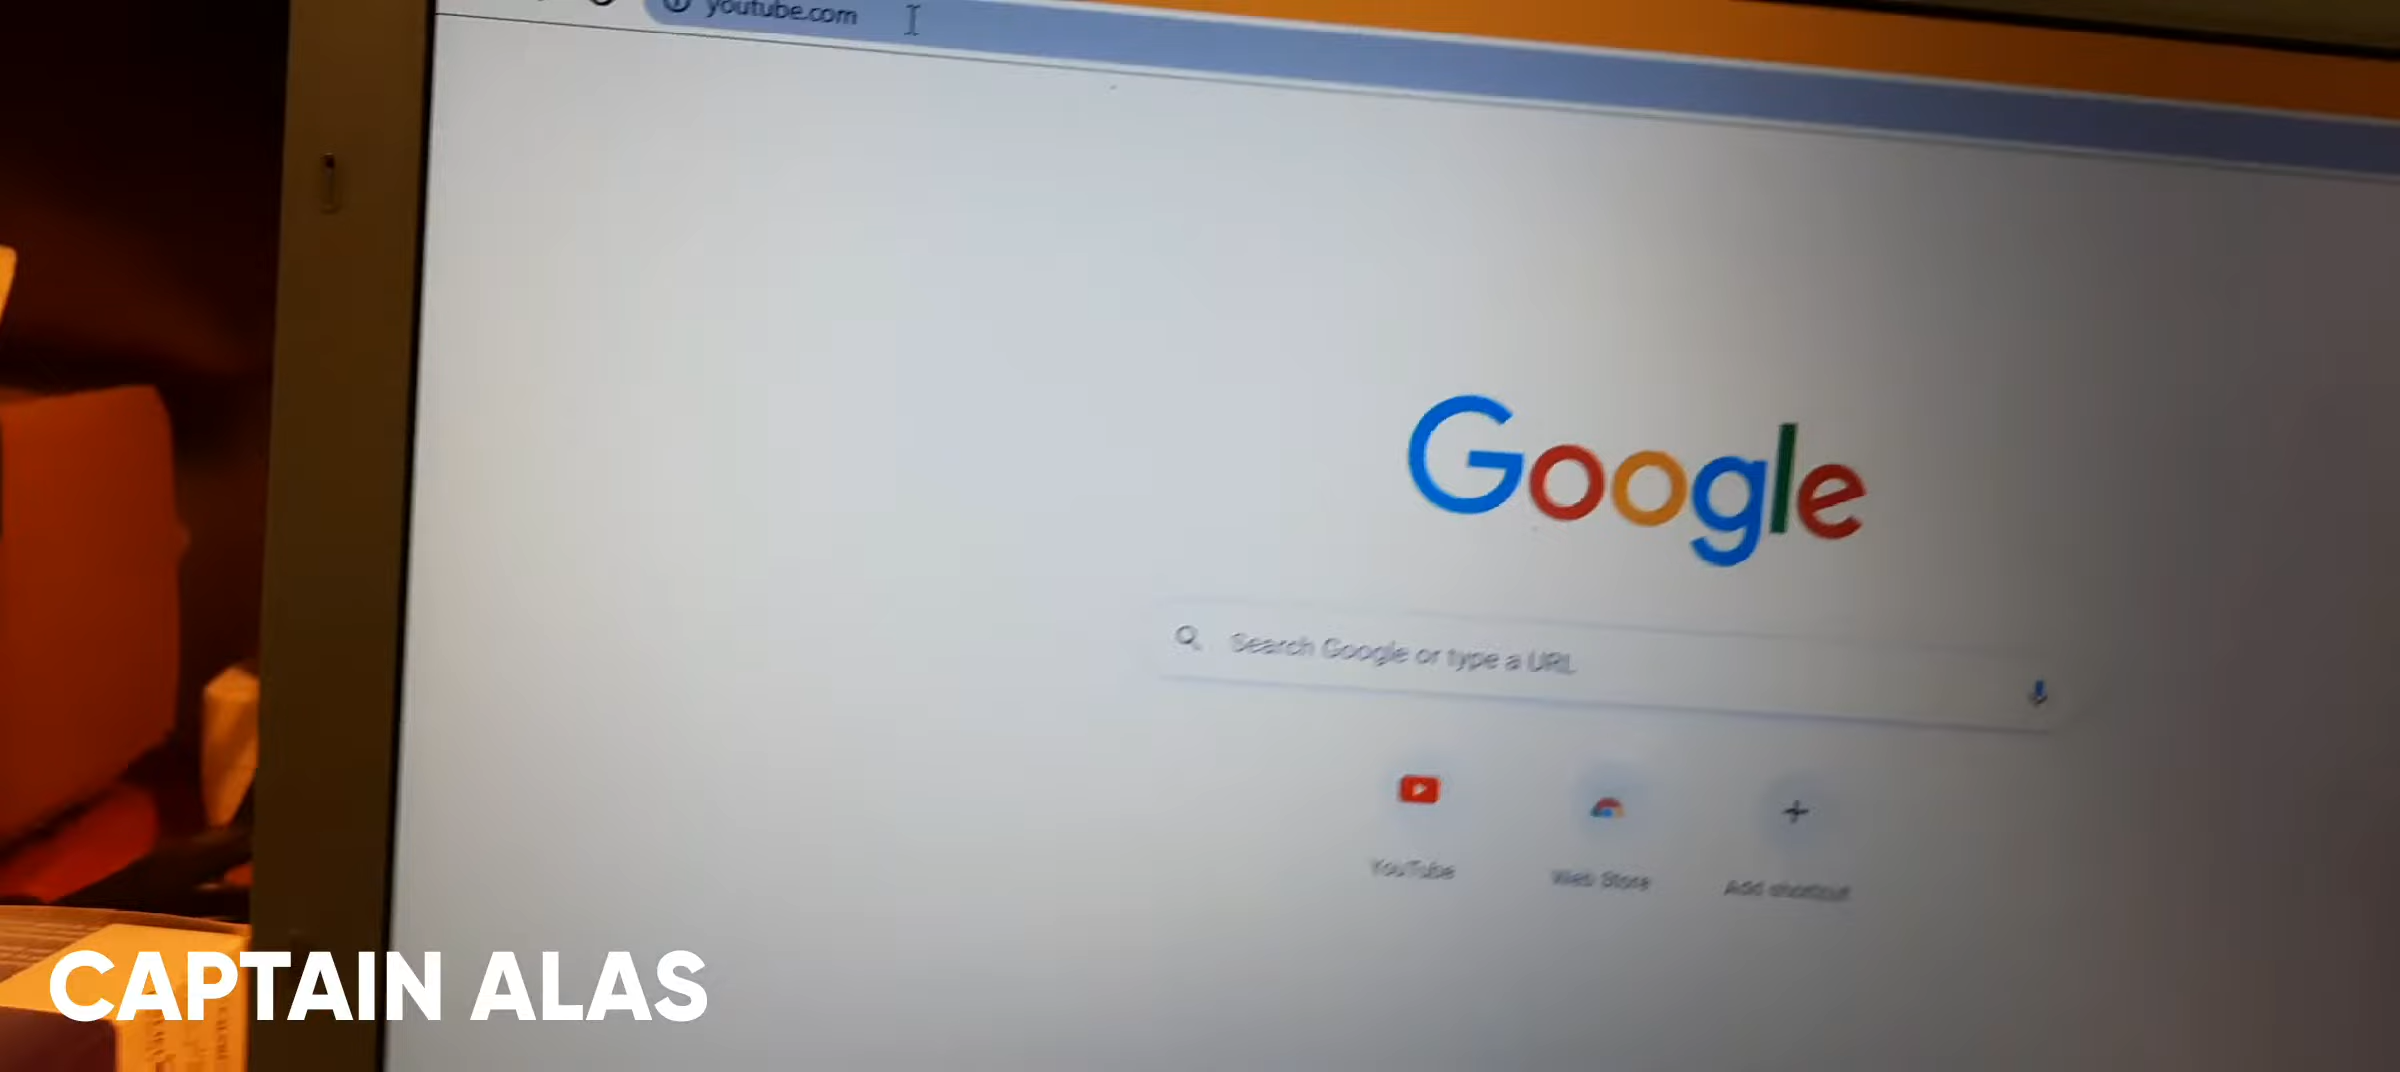 youtube.com
Google
Search Google or type a URL
YouTube
Web Store
Add shortcut
CAPTAIN ALAS